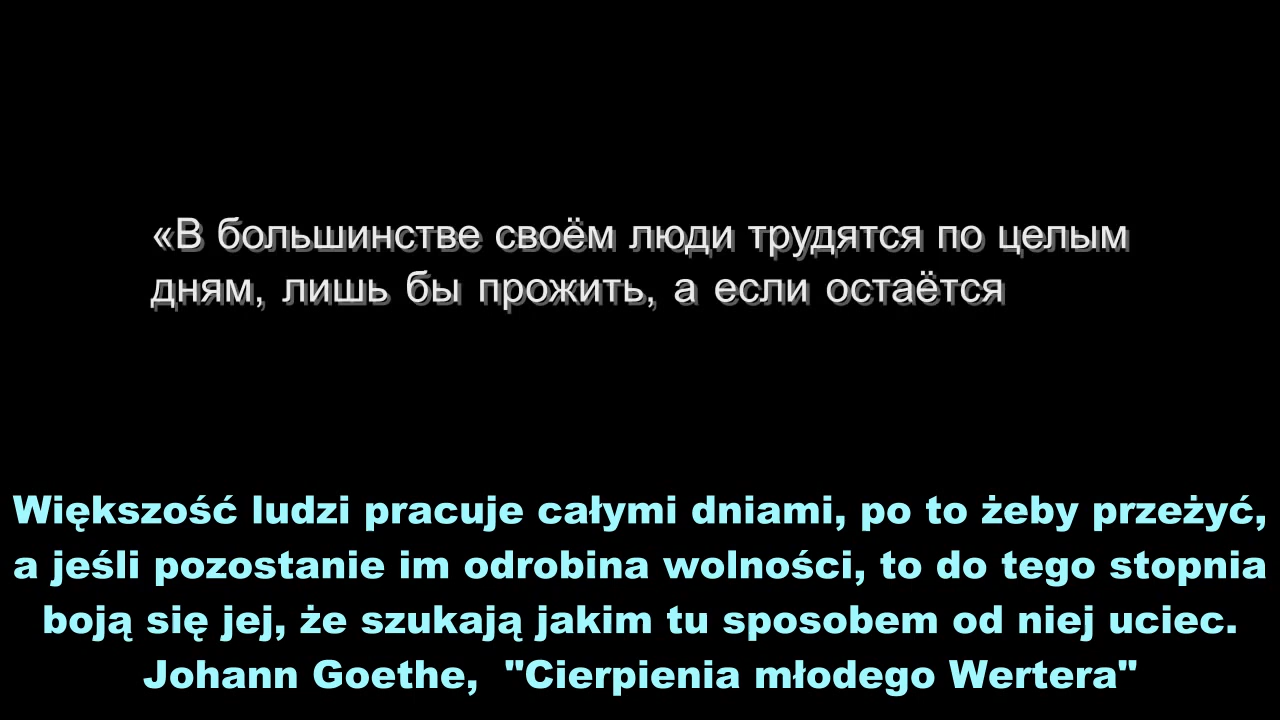 «В большинстве своём люди трудятся по целым
дням, лишь бы прожить, а если остаётся
Większość ludzi pracuje całymi dniami, po to żeby przeżyć,
a jeśli pozostanie im odrobina wolności, to do tego stopnia
boją się jej, że szukają jakim tu sposobem od niej uciec.
Johann Goethe,  "Cierpienia młodego Wertera"